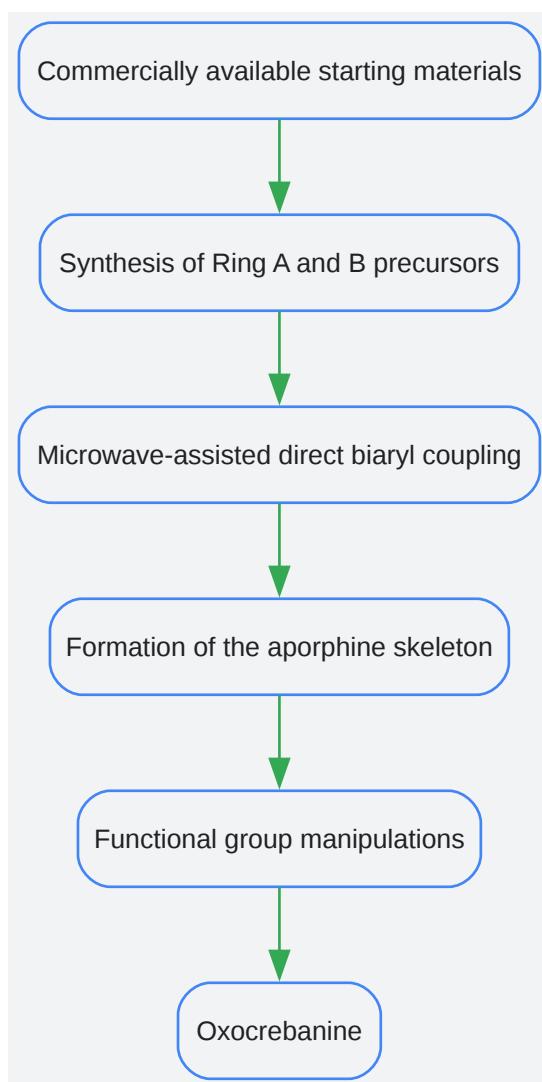 Commercially available starting materials
Synthesis of Ring A and B precursors
Microwave-assisted direct biaryl coupling
Formation of the aporphine skeleton
Functional group manipulations
Oxocrebanine